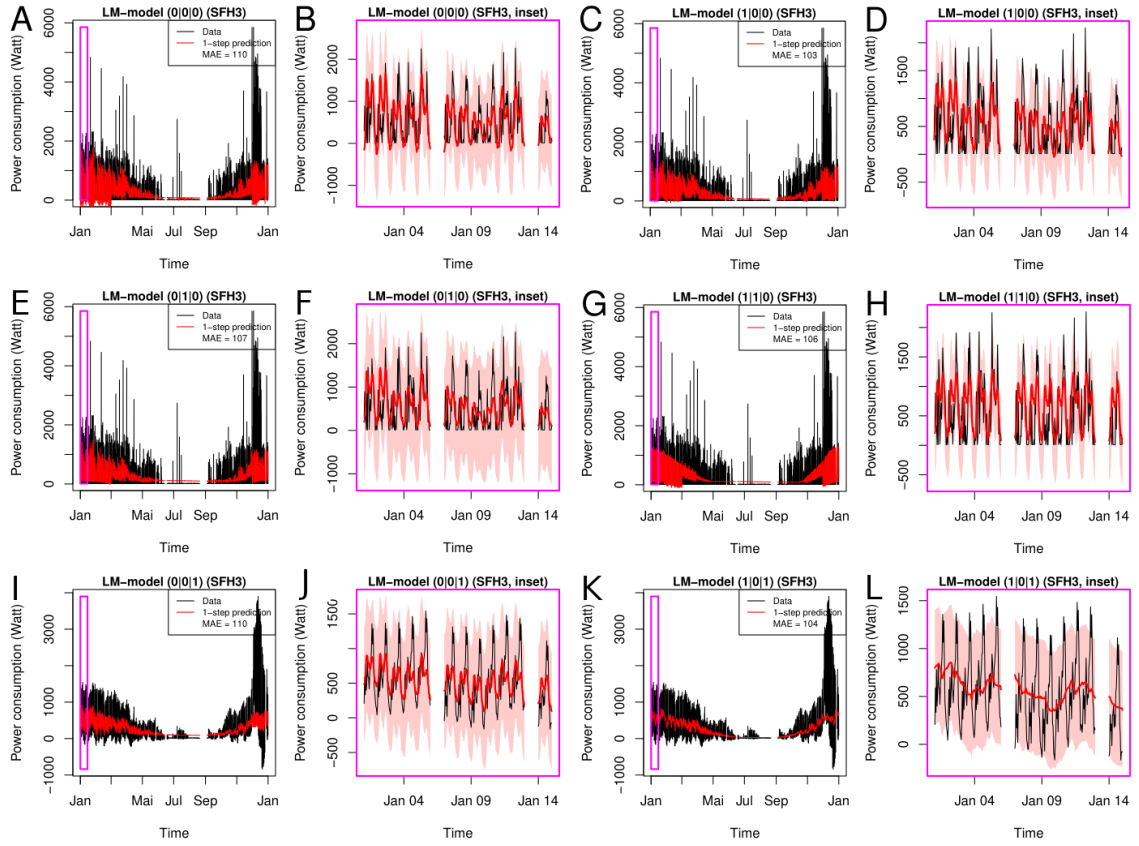 A
LM−model (0|0|0) (SFH3)
Power consumption (Watt)
6000
4000
2000
0
Data
1−step prediction
MAE = 110
Jan Mai Jul Sep Jan
Time
B
LM−model (0|0|0) (SFH3, inset)
Power consumption (Watt)
2000
1000
0
−1000
Jan 04 Jan 09 Jan 14
Time
C
LM−model (1|0|0) (SFH3)
Power consumption (Watt)
6000
4000
2000
0
Data
1−step prediction
MAE = 103
Jan Mai Jul Sep Jan
Time
D
LM−model (1|0|0) (SFH3, inset)
Power consumption (Watt)
1500
500
−500
Jan 04 Jan 09 Jan 14
Time
E
LM−model (0|1|0) (SFH3)
Power consumption (Watt)
6000
4000
2000
0
Data
1−step prediction
MAE = 107
Jan Mai Jul Sep Jan
Time
F
LM−model (0|1|0) (SFH3, inset)
Power consumption (Watt)
2000
1000
0
−1000
Jan 04 Jan 09 Jan 14
Time
G
LM−model (1|1|0) (SFH3)
Power consumption (Watt)
6000
4000
2000
0
Data
1−step prediction
MAE = 106
Jan Mai Jul Sep Jan
Time
H
LM−model (1|1|0) (SFH3, inset)
Power consumption (Watt)
1500
500
−500
Jan 04 Jan 09 Jan 14
Time
I
LM−model (0|0|1) (SFH3)
Power consumption (Watt)
3000
1000
0
−1000
Data
1−step prediction
MAE = 110
Jan Mai Jul Sep Jan
Time
J
LM−model (0|0|1) (SFH3, inset)
Power consumption (Watt)
1500
1000
500
0
−500
Jan 04 Jan 09 Jan 14
Time
K
LM−model (1|0|1) (SFH3)
Power consumption (Watt)
3000
1000
0
−1000
Data
1−step prediction
MAE = 104
Jan Mai Jul Sep Jan
Time
L
LM−model (1|0|1) (SFH3, inset)
Power consumption (Watt)
1500
1000
500
0
Jan 04 Jan 09 Jan 14
Time